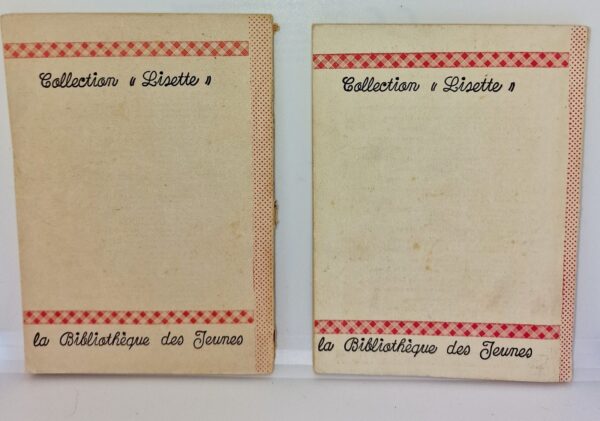 Collection « Lisette »
la Bibliothèque des Jeunes
Collection « Lisette »
la Bibliothèque des Jeunes